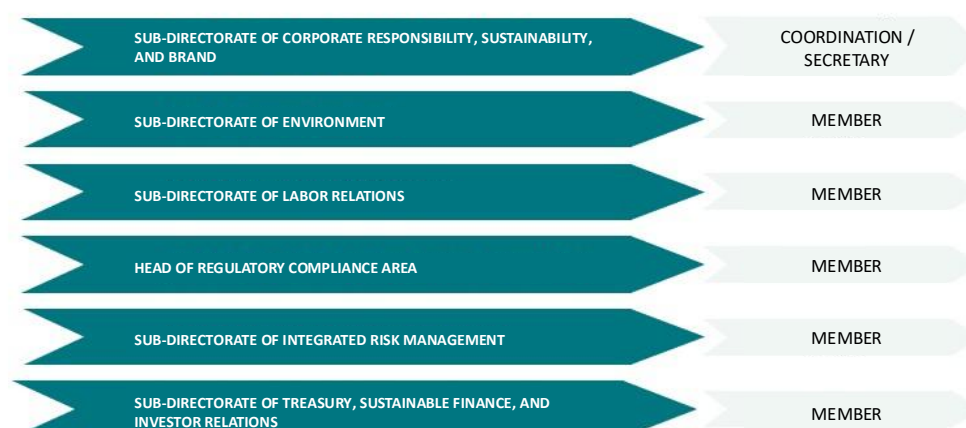 SUB-DIRECTORATE OF CORPORATE RESPONSIBILITY, SUSTAINABILITY,
AND BRAND
COORDINATION /
SECRETARY
SUB-DIRECTORATE OF ENVIRONMENT
MEMBER
SUB-DIRECTORATE OF LABOR RELATIONS
MEMBER
HEAD OF REGULATORY COMPLIANCE AREA
MEMBER
SUB-DIRECTORATE OF INTEGRATED RISK MANAGEMENT
MEMBER
SUB-DIRECTORATE OF TREASURY, SUSTAINABLE FINANCE, AND
INVESTOR RELATIONS
MEMBER